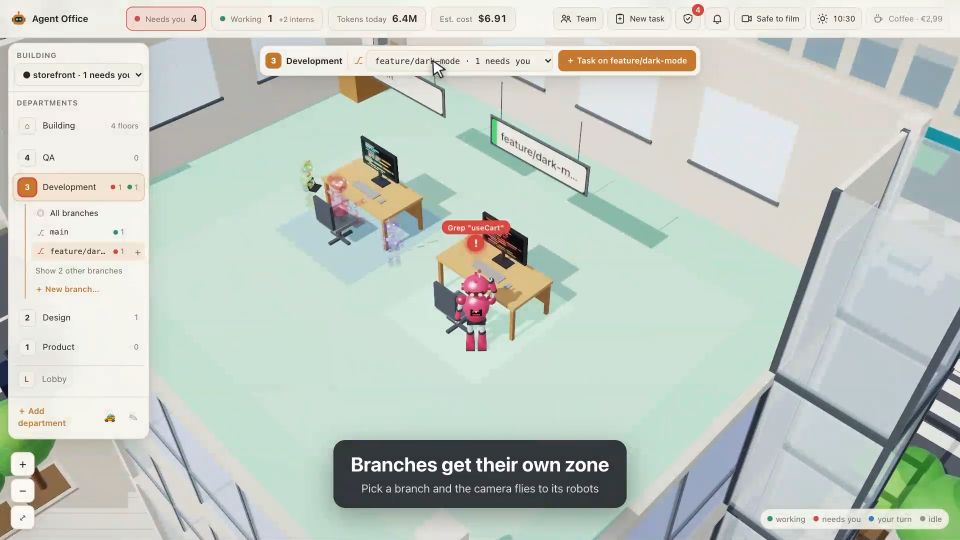 Agent Office
Needs you 4
Working 1 +2 interns
Tokens today 6.4M
Est. cost $6.91
Team
New task
4
Safe to film
10:30
Coffee · €2,99
BUILDING
storefront · 1 needs you
DEPARTMENTS
Building 4 floors
4 QA 0
3 Development 1 1
All branches
main 1
feature/dar… 1 +
Show 2 other branches
+ New branch...
2 Design 1
1 Product 0
L Lobby
+ Add department
3 Development feature/dark-mode · 1 needs you
+ Task on feature/dark-mode
feature/dark-m...
Grep "useCart"
!
Branches get their own zone
Pick a branch and the camera flies to its robots
+
−
working needs you your turn idle